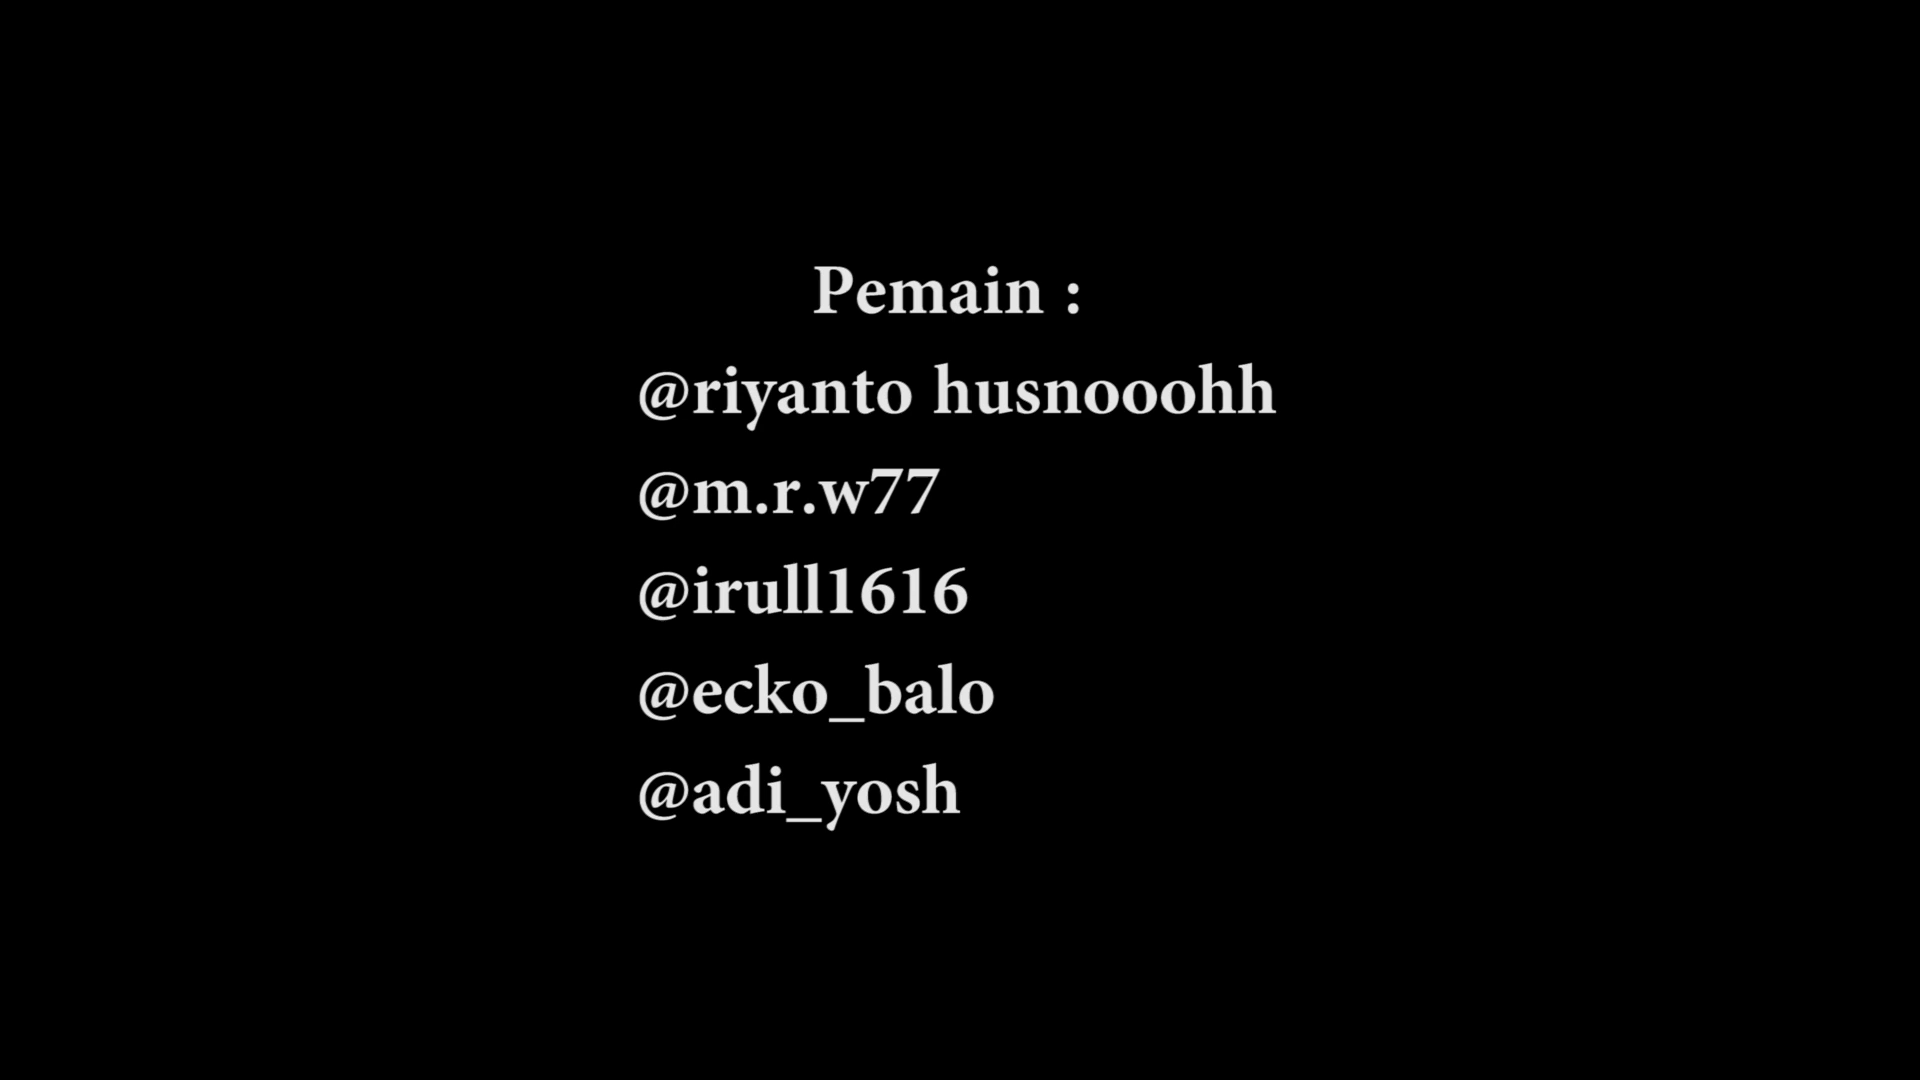 Pemain :
@riyanto husnooohh
@m.r.w77
@irull1616
@ecko_balo
@adi_yosh